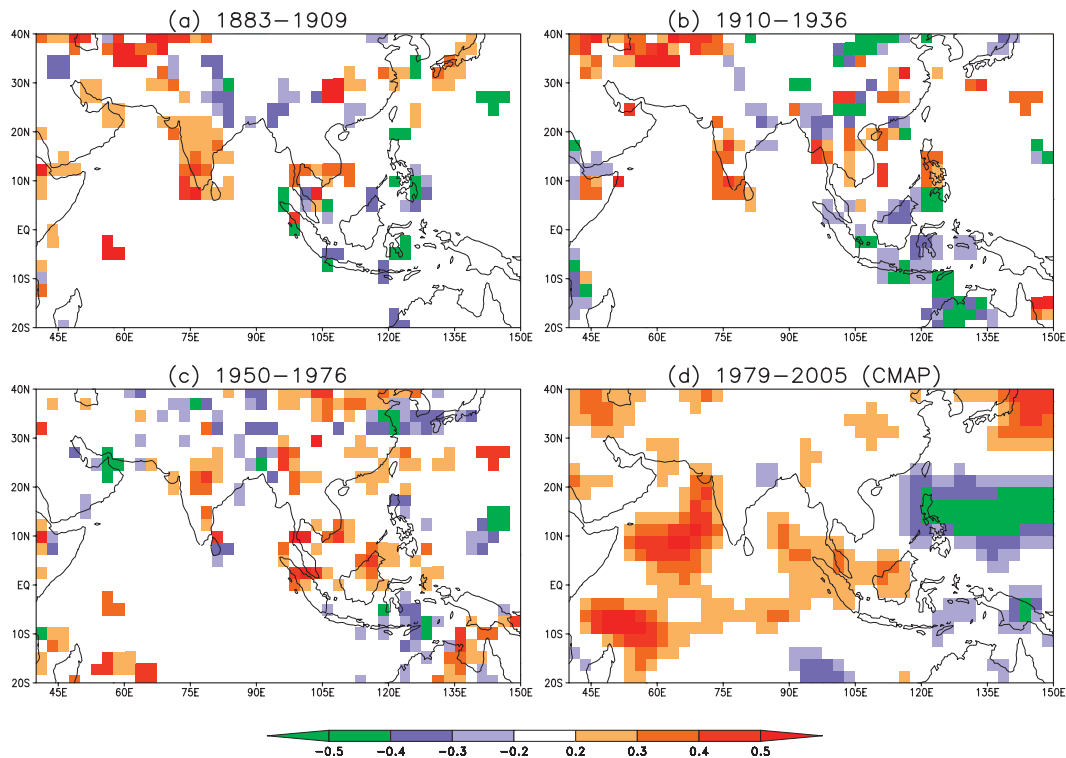 (a) 1883−1909
40N
30N
20N
10N
EQ
10S
20S
45E 60E 75E 90E 105E 120E 135E 150E
(b) 1910−1936
40N
30N
20N
10N
EQ
10S
20S
45E 60E 75E 90E 105E 120E 135E 150E
(c) 1950−1976
40N
30N
20N
10N
EQ
10S
20S
45E 60E 75E 90E 105E 120E 135E 150E
(d) 1979−2005 (CMAP)
40N
30N
20N
10N
EQ
10S
20S
45E 60E 75E 90E 105E 120E 135E 150E
−0.5 −0.4 −0.3 −0.2 0.2 0.3 0.4 0.5